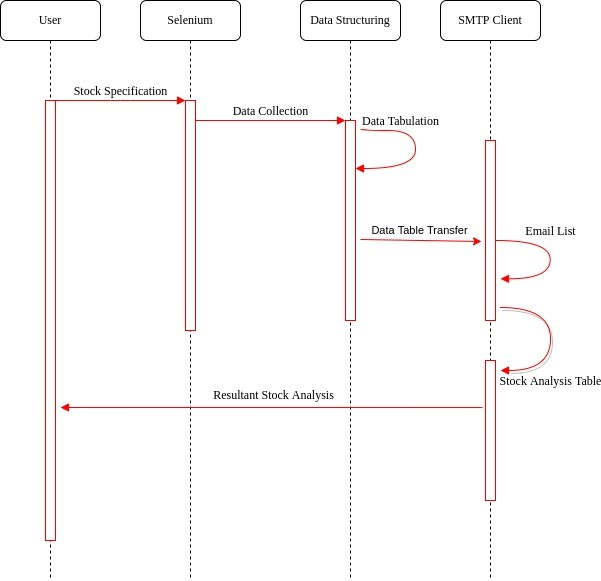 User
Selenium
Data Structuring
SMTP Client
Stock Specification
Data Collection
Data Tabulation
Data Table Transfer
Email List
Stock Analysis Table
Resultant Stock Analysis